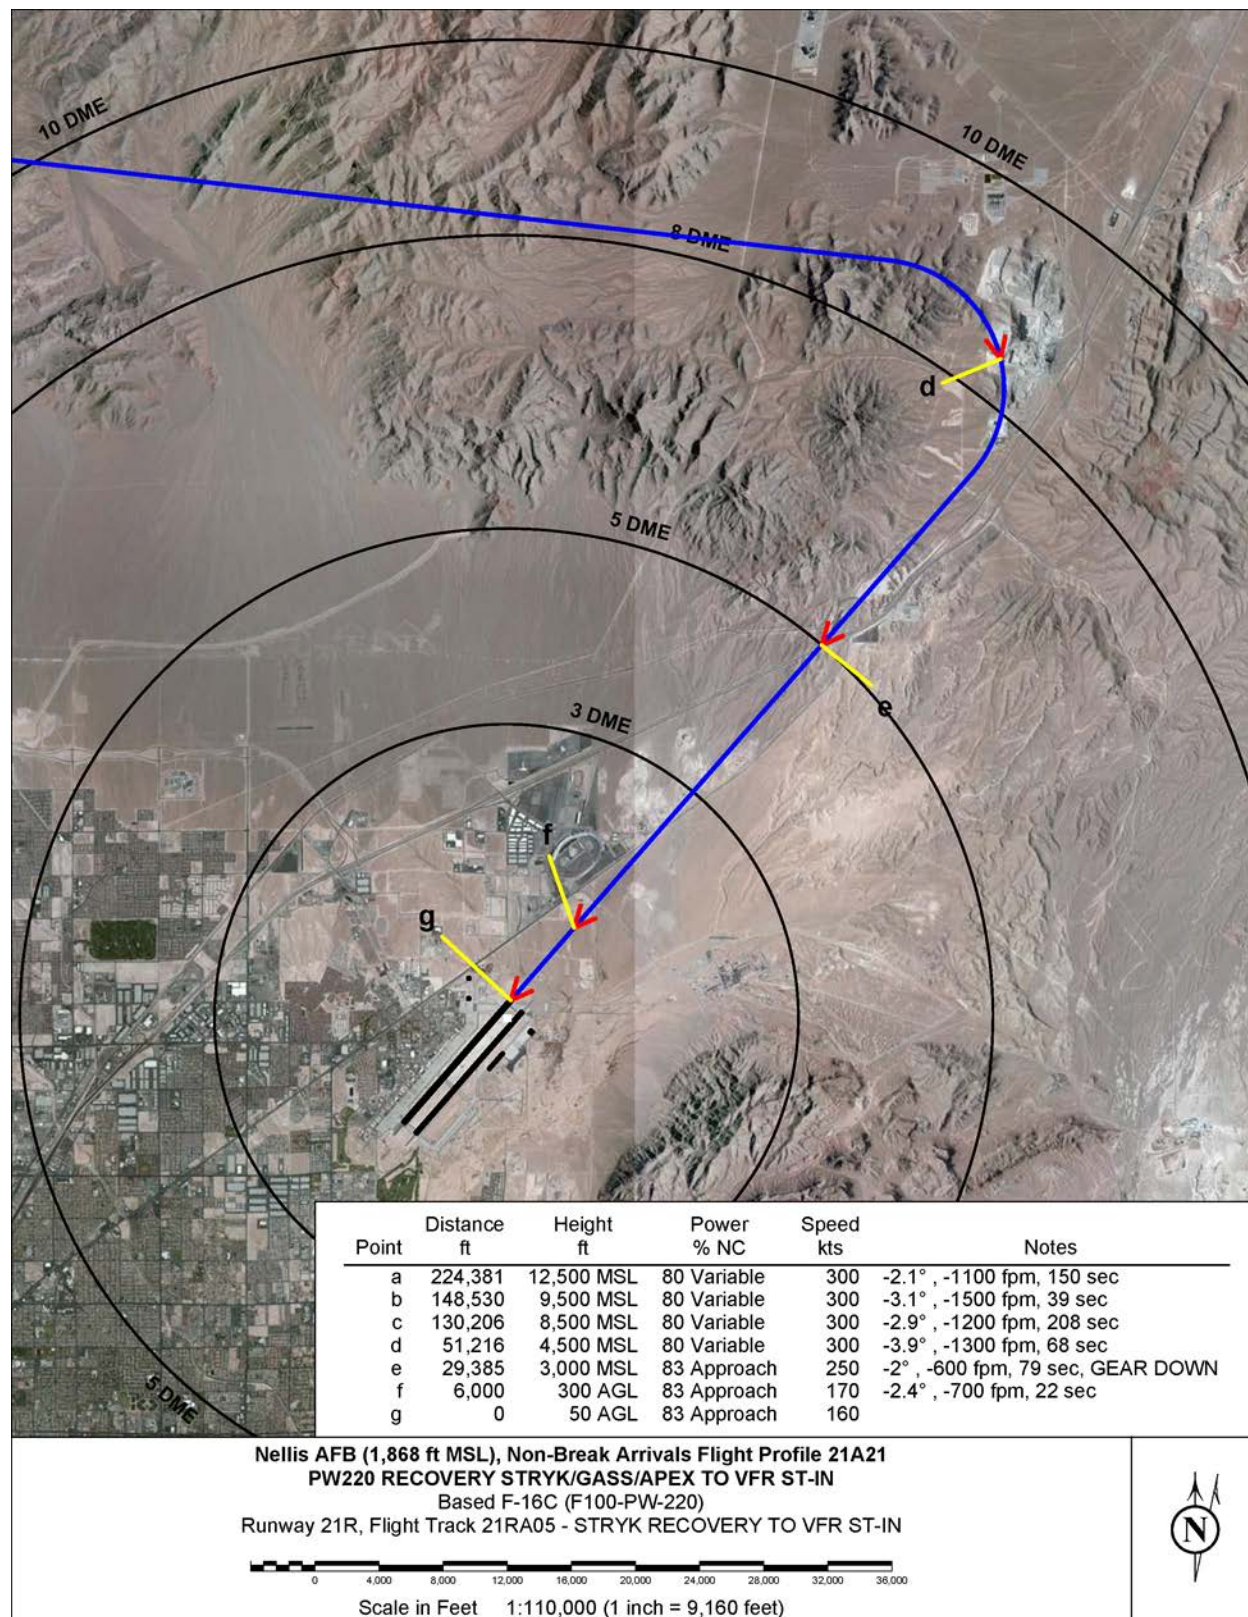 10 DME
10 DME
8 DME
d
5 DME
e
3 DME
f
g
5 DME
Distance Height Power Speed
Point ft ft % NC kts Notes
a 224,381 12,500 MSL 80 Variable 300 -2.1° , -1100 fpm, 150 sec
b 148,530 9,500 MSL 80 Variable 300 -3.1° , -1500 fpm, 39 sec
c 130,206 8,500 MSL 80 Variable 300 -2.9° , -1200 fpm, 208 sec
d 51,216 4,500 MSL 80 Variable 300 -3.9° , -1300 fpm, 68 sec
e 29,385 3,000 MSL 83 Approach 250 -2° , -600 fpm, 79 sec, GEAR DOWN
f 6,000 300 AGL 83 Approach 170 -2.4° , -700 fpm, 22 sec
g 0 50 AGL 83 Approach 160
Nellis AFB (1,868 ft MSL), Non-Break Arrivals Flight Profile 21A21
PW220 RECOVERY STRYK/GASS/APEX TO VFR ST-IN
Based F-16C (F100-PW-220)
Runway 21R, Flight Track 21RA05 - STRYK RECOVERY TO VFR ST-IN
0 4,000 8,000 12,000 16,000 20,000 24,000 28,000 32,000 36,000
Scale in Feet 1:110,000 (1 inch = 9,160 feet)
N